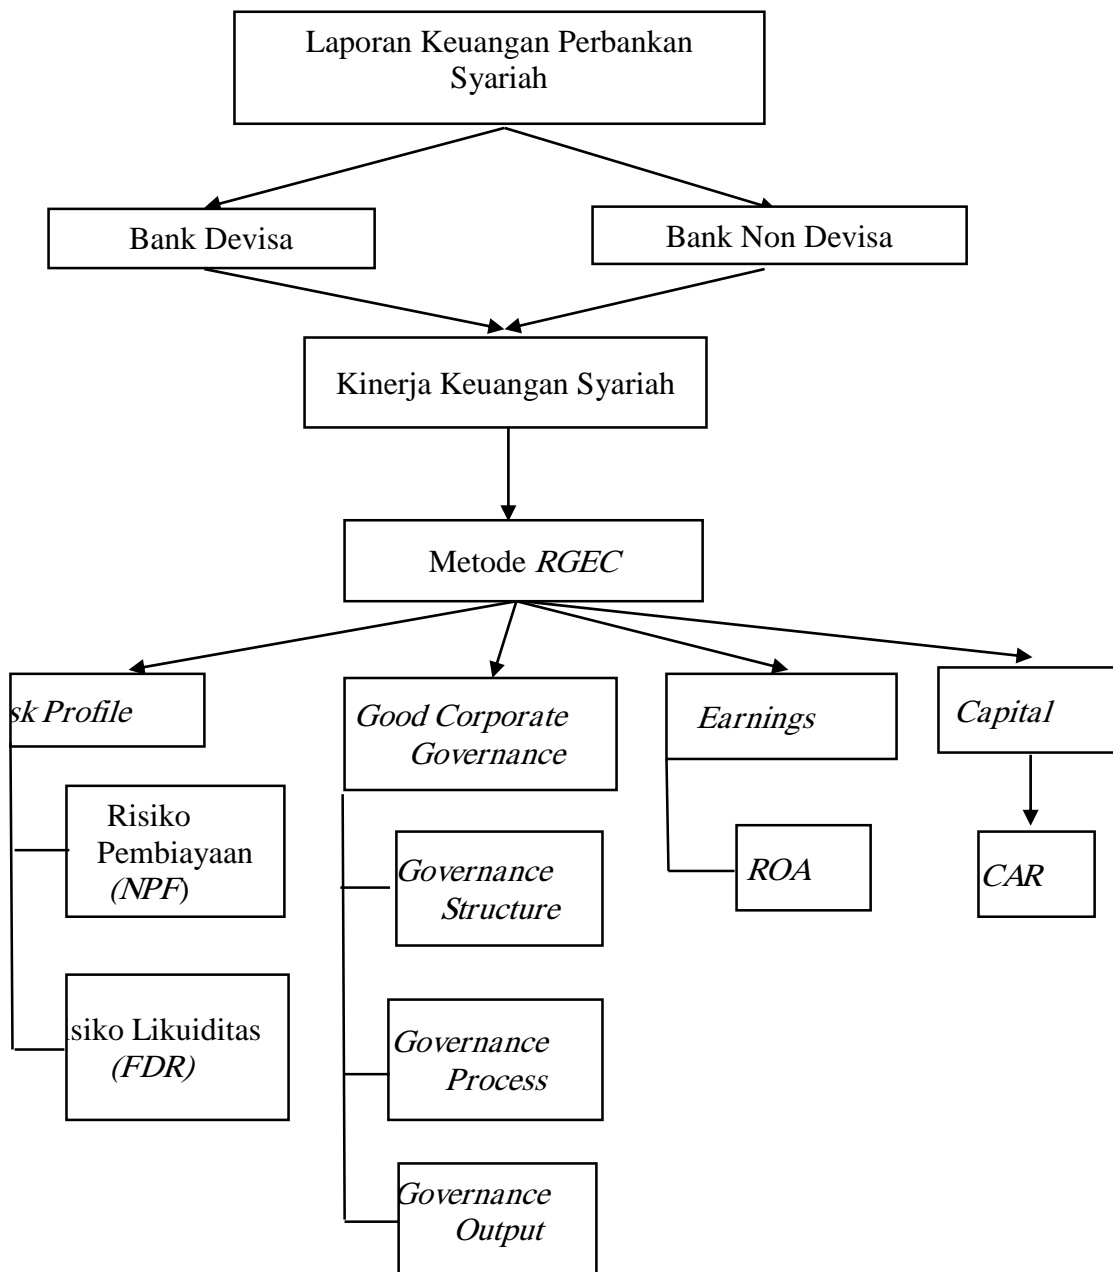 Laporan Keuangan Perbankan
Syariah
Bank Devisa
Bank Non Devisa
Kinerja Keuangan Syariah
Metode RGEC
sk Profile
Good Corporate
Governance
Earnings
Capital
Risiko
Pembiayaan
(NPF)
Governance
Structure
ROA
CAR
siko Likuiditas
(FDR)
Governance
Process
Governance
Output